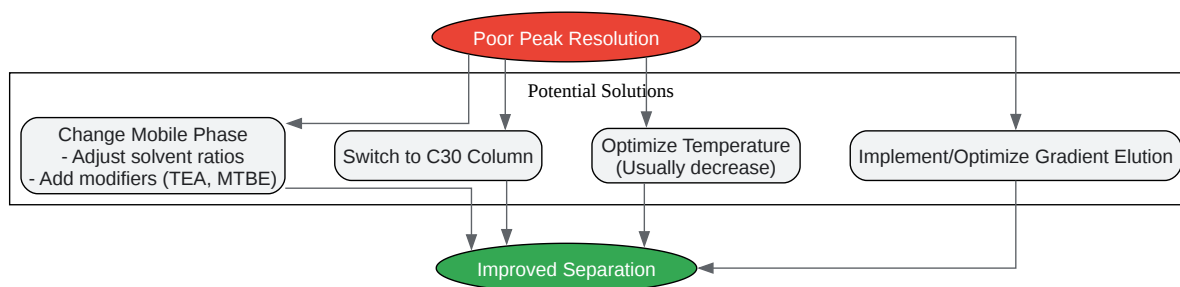 Poor Peak Resolution
Potential Solutions
Change Mobile Phase
- Adjust solvent ratios
- Add modifiers (TEA, MTBE)
Switch to C30 Column
Optimize Temperature
(Usually decrease)
Implement/Optimize Gradient Elution
Improved Separation